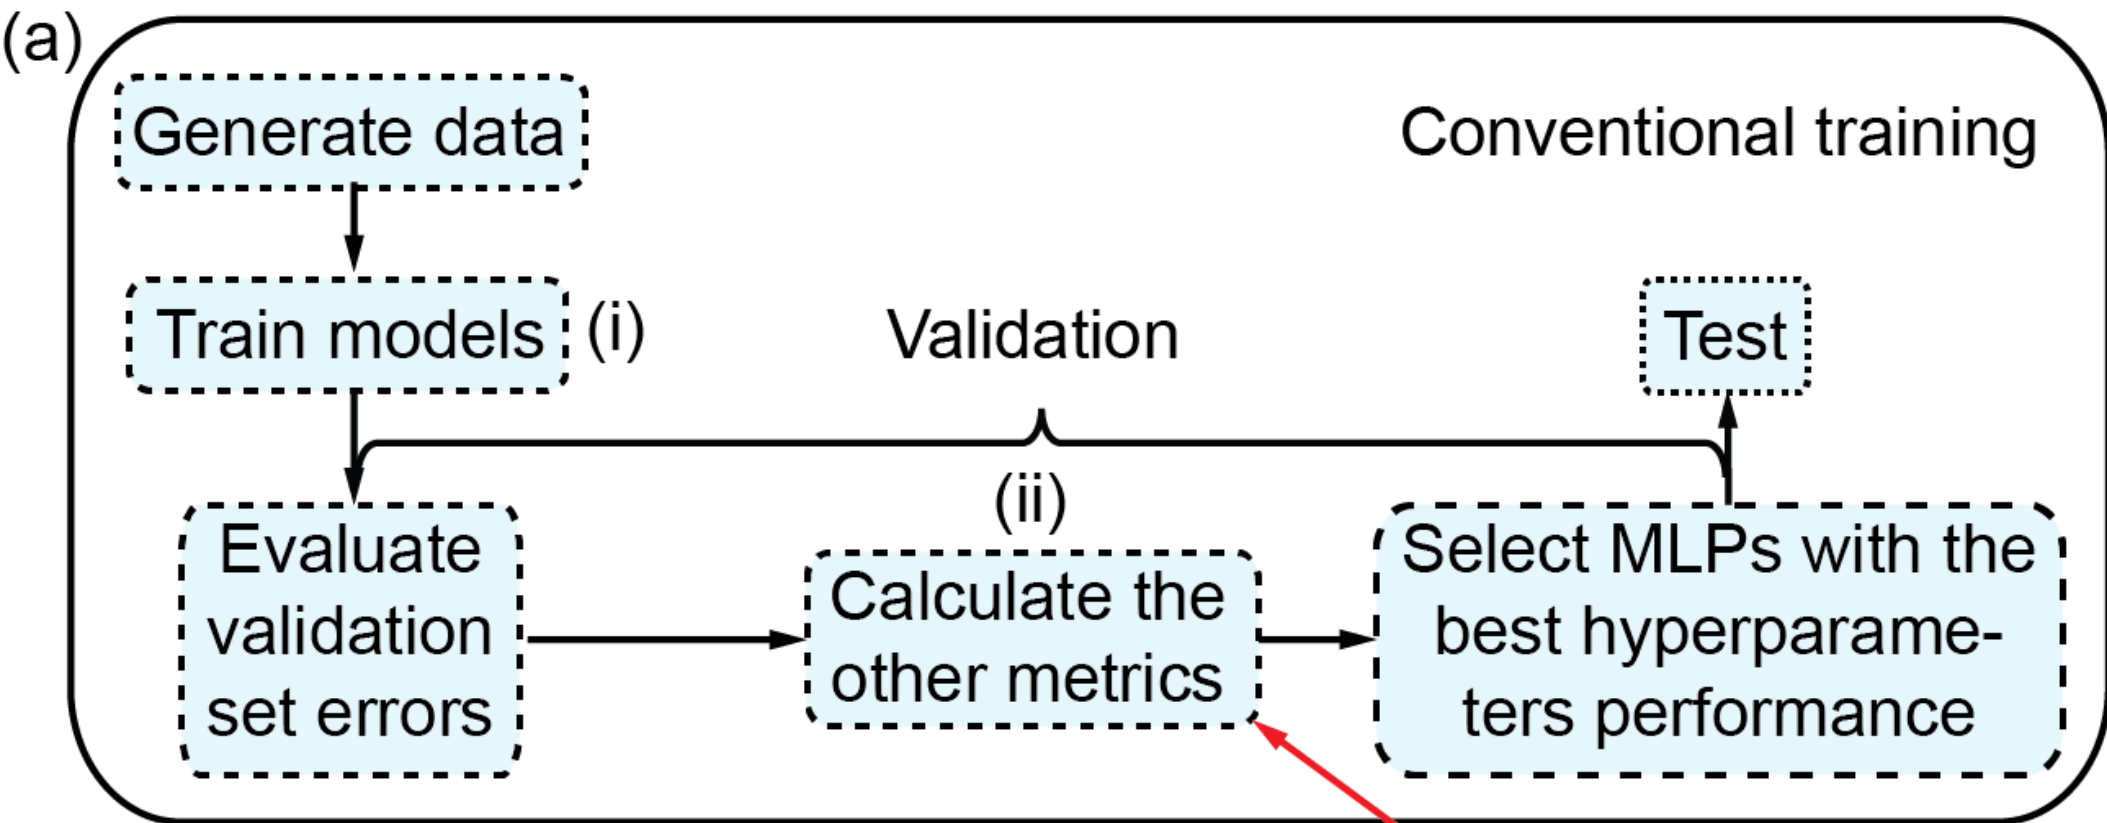 (a)
Generate data
Conventional training
Train models
(i)
Validation
Test
(ii)
Evaluate
validation
set errors
Calculate the
other metrics
Select MLPs with the
best hyperparame-
ters performance